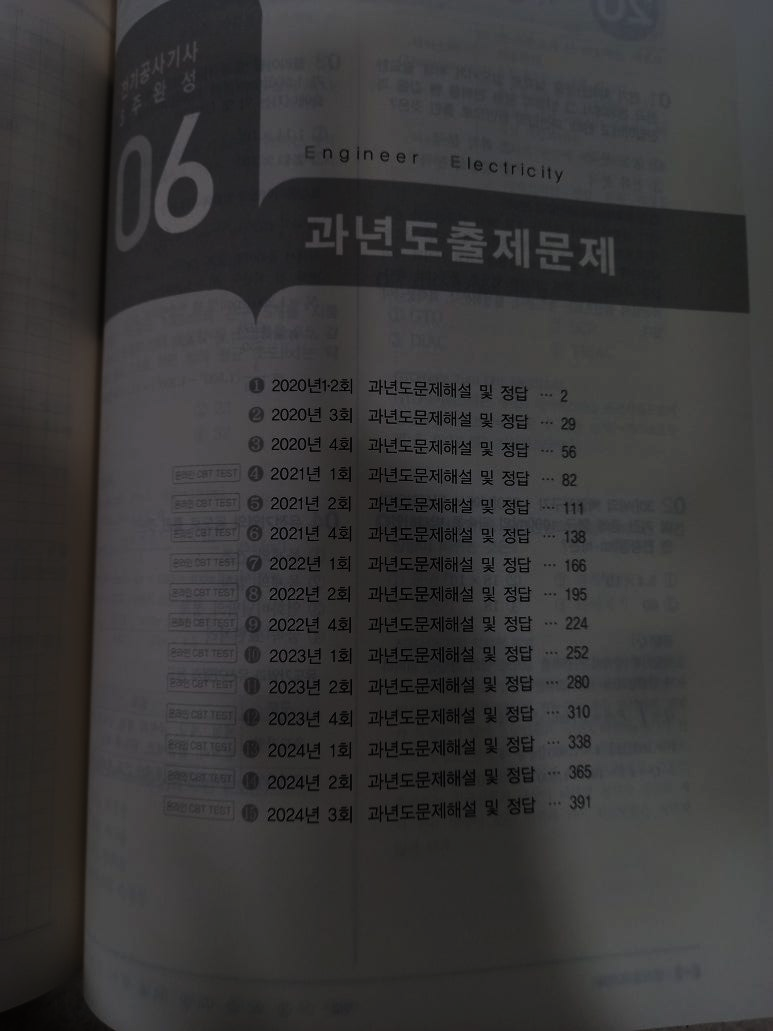 전기공사기사
5주완성
06
Engineer Electricity
과년도출제문제
❶ 2020년1·2회 과년도문제해설 및 정답 ··· 2
❷ 2020년 3회 과년도문제해설 및 정답 ··· 29
❸ 2020년 4회 과년도문제해설 및 정답 ··· 56
온라인 CBT TEST ❹ 2021년 1회 과년도문제해설 및 정답 ··· 82
온라인 CBT TEST ❺ 2021년 2회 과년도문제해설 및 정답 ··· 111
온라인 CBT TEST ❻ 2021년 4회 과년도문제해설 및 정답 ··· 138
온라인 CBT TEST ❼ 2022년 1회 과년도문제해설 및 정답 ··· 166
온라인 CBT TEST ❽ 2022년 2회 과년도문제해설 및 정답 ··· 195
온라인 CBT TEST ❾ 2022년 4회 과년도문제해설 및 정답 ··· 224
온라인 CBT TEST ❿ 2023년 1회 과년도문제해설 및 정답 ··· 252
온라인 CBT TEST ⓫ 2023년 2회 과년도문제해설 및 정답 ··· 280
온라인 CBT TEST ⓬ 2023년 4회 과년도문제해설 및 정답 ··· 310
온라인 CBT TEST ⓭ 2024년 1회 과년도문제해설 및 정답 ··· 338
온라인 CBT TEST ⓮ 2024년 2회 과년도문제해설 및 정답 ··· 365
온라인 CBT TEST ⓯ 2024년 3회 과년도문제해설 및 정답 ··· 391